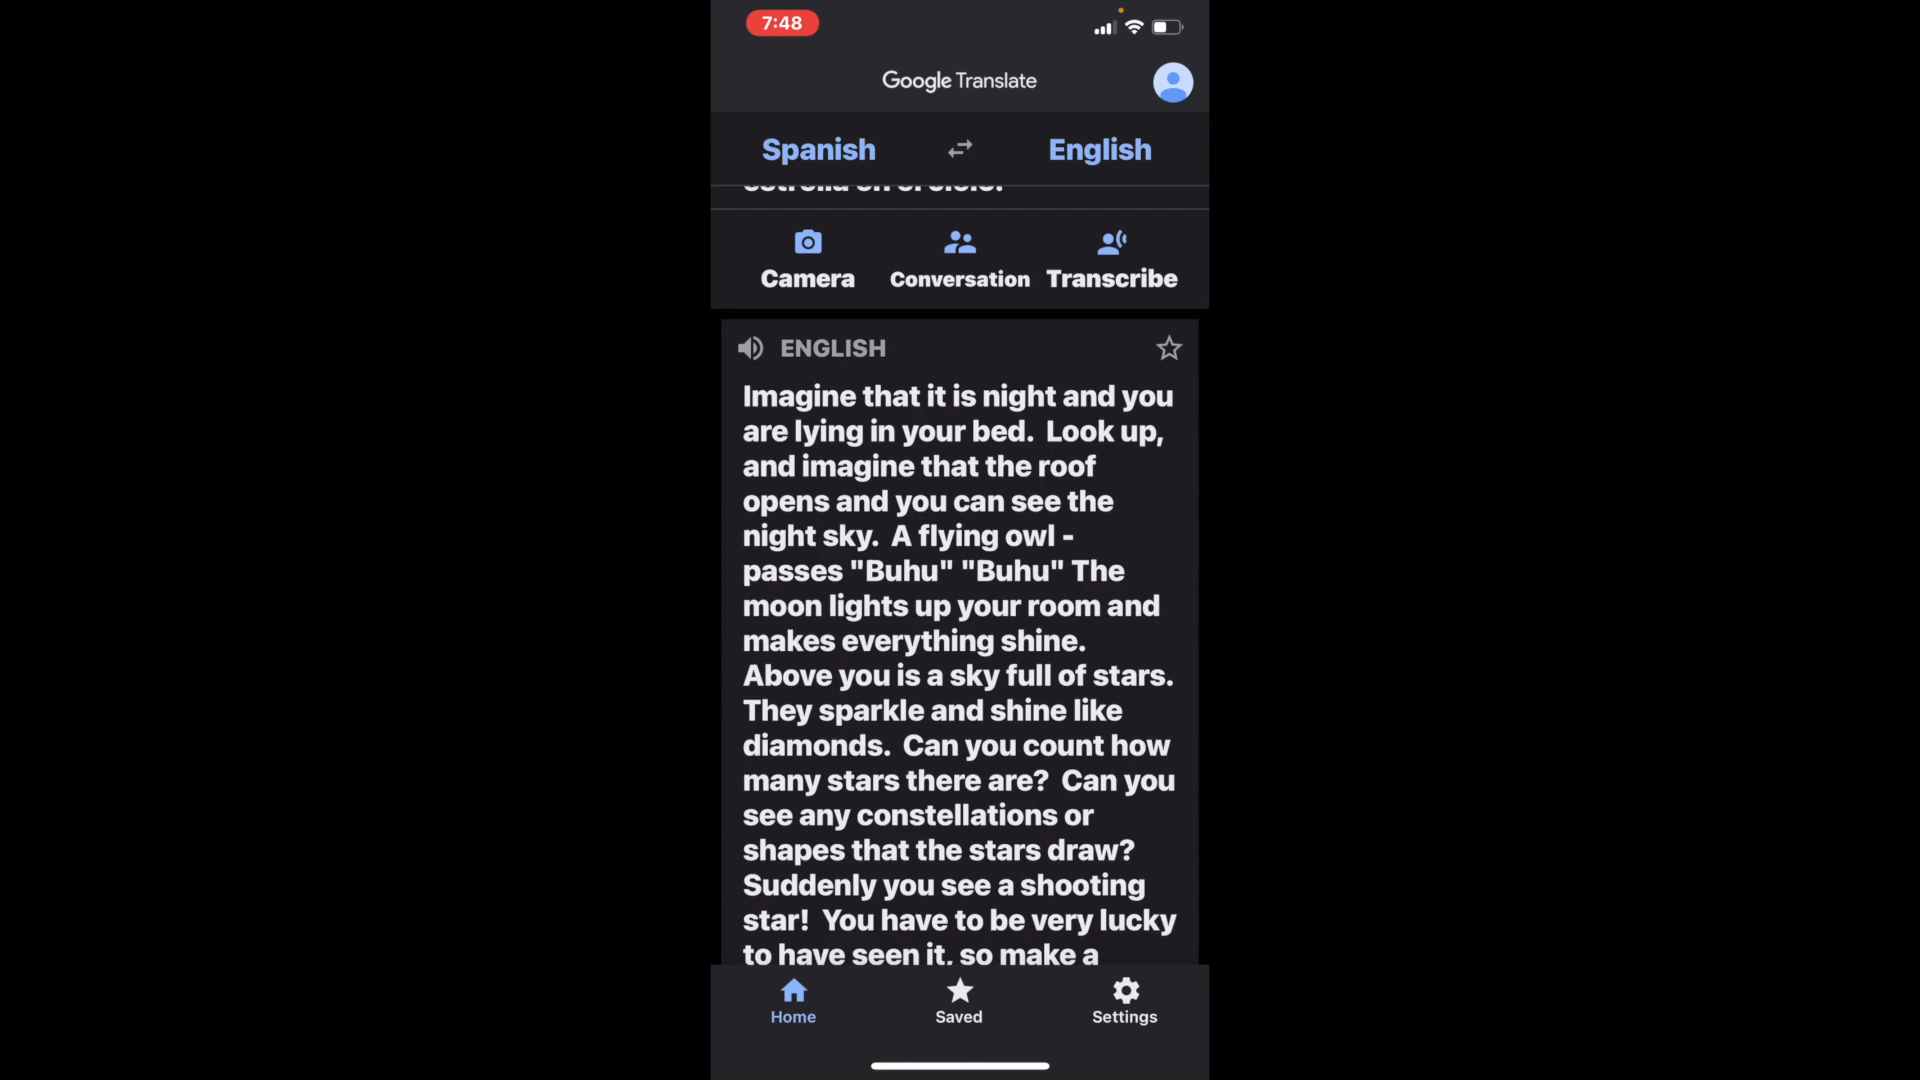 7:48
Google Translate
Spanish
English
estrella en el cielo.
Camera
Conversation
Transcribe
ENGLISH
Imagine that it is night and you
are lying in your bed.  Look up,
and imagine that the roof
opens and you can see the
night sky.  A flying owl -
passes "Buhu" "Buhu" The
moon lights up your room and
makes everything shine.
Above you is a sky full of stars.
They sparkle and shine like
diamonds.  Can you count how
many stars there are?  Can you
see any constellations or
shapes that the stars draw?
Suddenly you see a shooting
star!  You have to be very lucky
to have seen it, so make a
Home
Saved
Settings